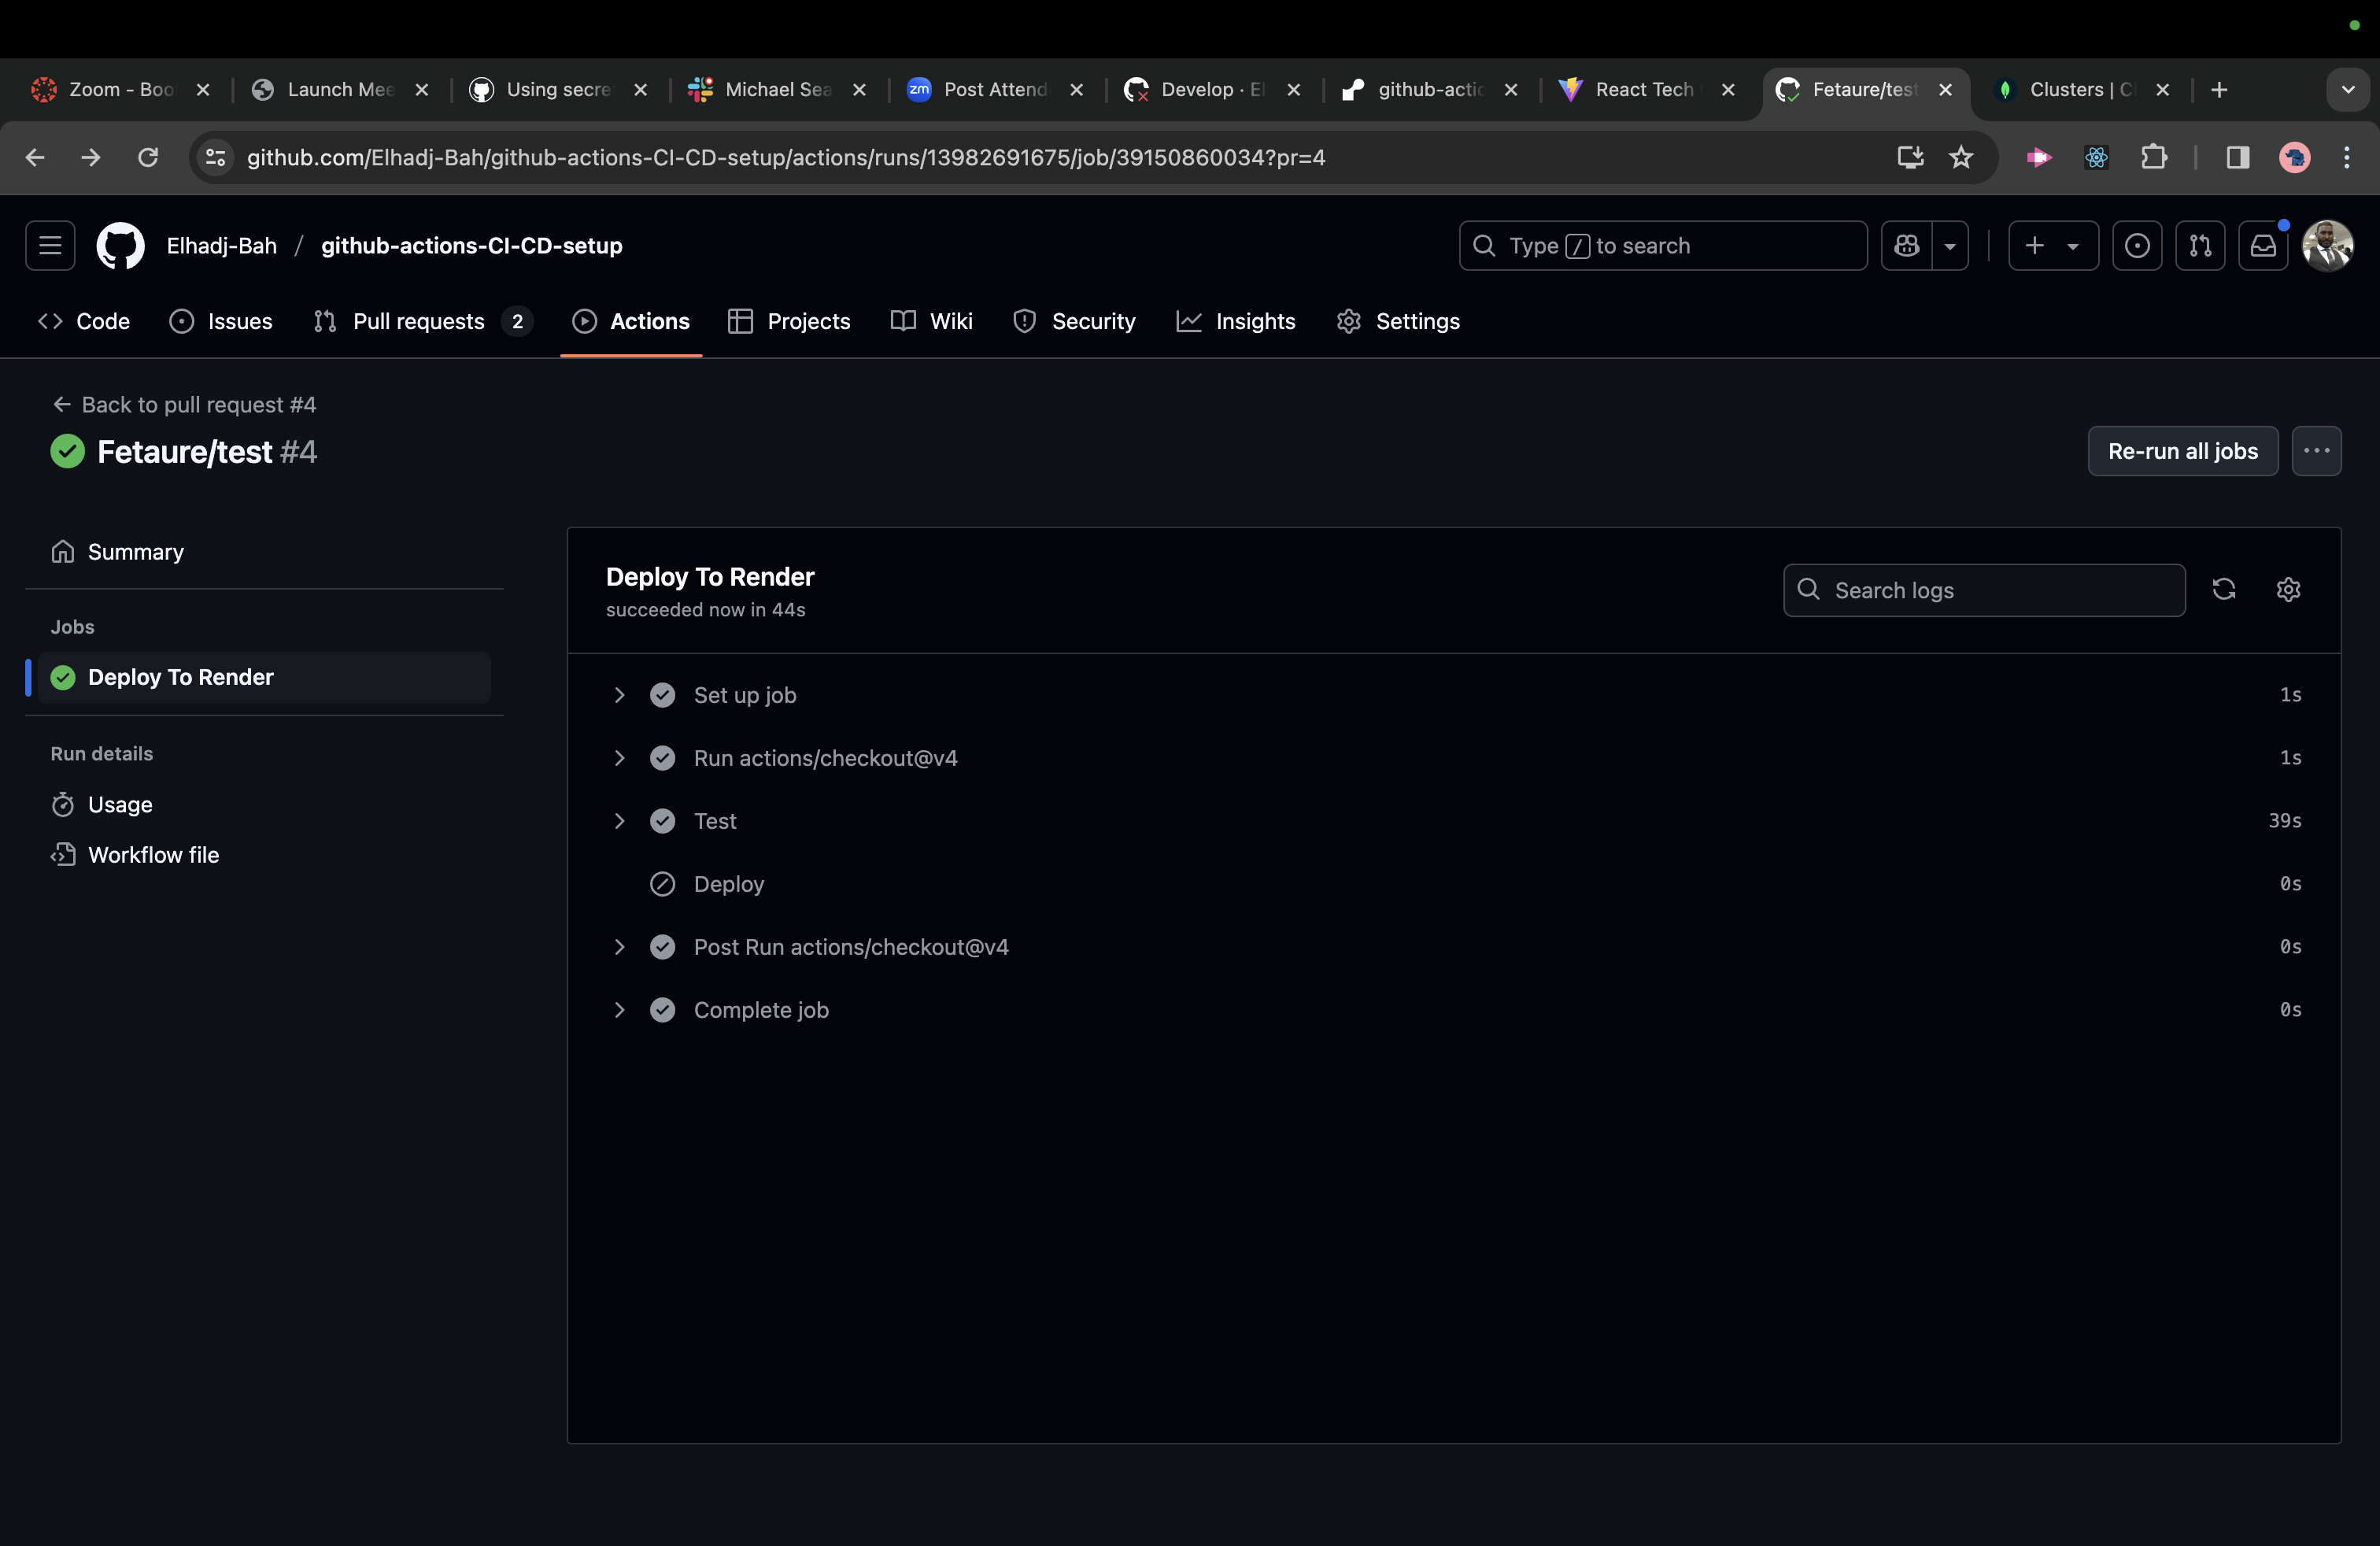 Zoom - Boo
Launch Mee
Using secre
Michael Sea
zm
Post Attend
Develop · El
github-actic
React Tech
Fetaure/test
Clusters | C
github.com/Elhadj-Bah/github-actions-CI-CD-setup/actions/runs/13982691675/job/39150860034?pr=4
Elhadj-Bah / github-actions-CI-CD-setup
Type / to search
Code
Issues
Pull requests 2
Actions
Projects
Wiki
Security
Insights
Settings
Back to pull request #4
Fetaure/test #4
Re-run all jobs
Summary
Jobs
Deploy To Render
Run details
Usage
Workflow file
Deploy To Render
succeeded now in 44s
Search logs
Set up job 1s
Run actions/checkout@v4 1s
Test 39s
Deploy 0s
Post Run actions/checkout@v4 0s
Complete job 0s